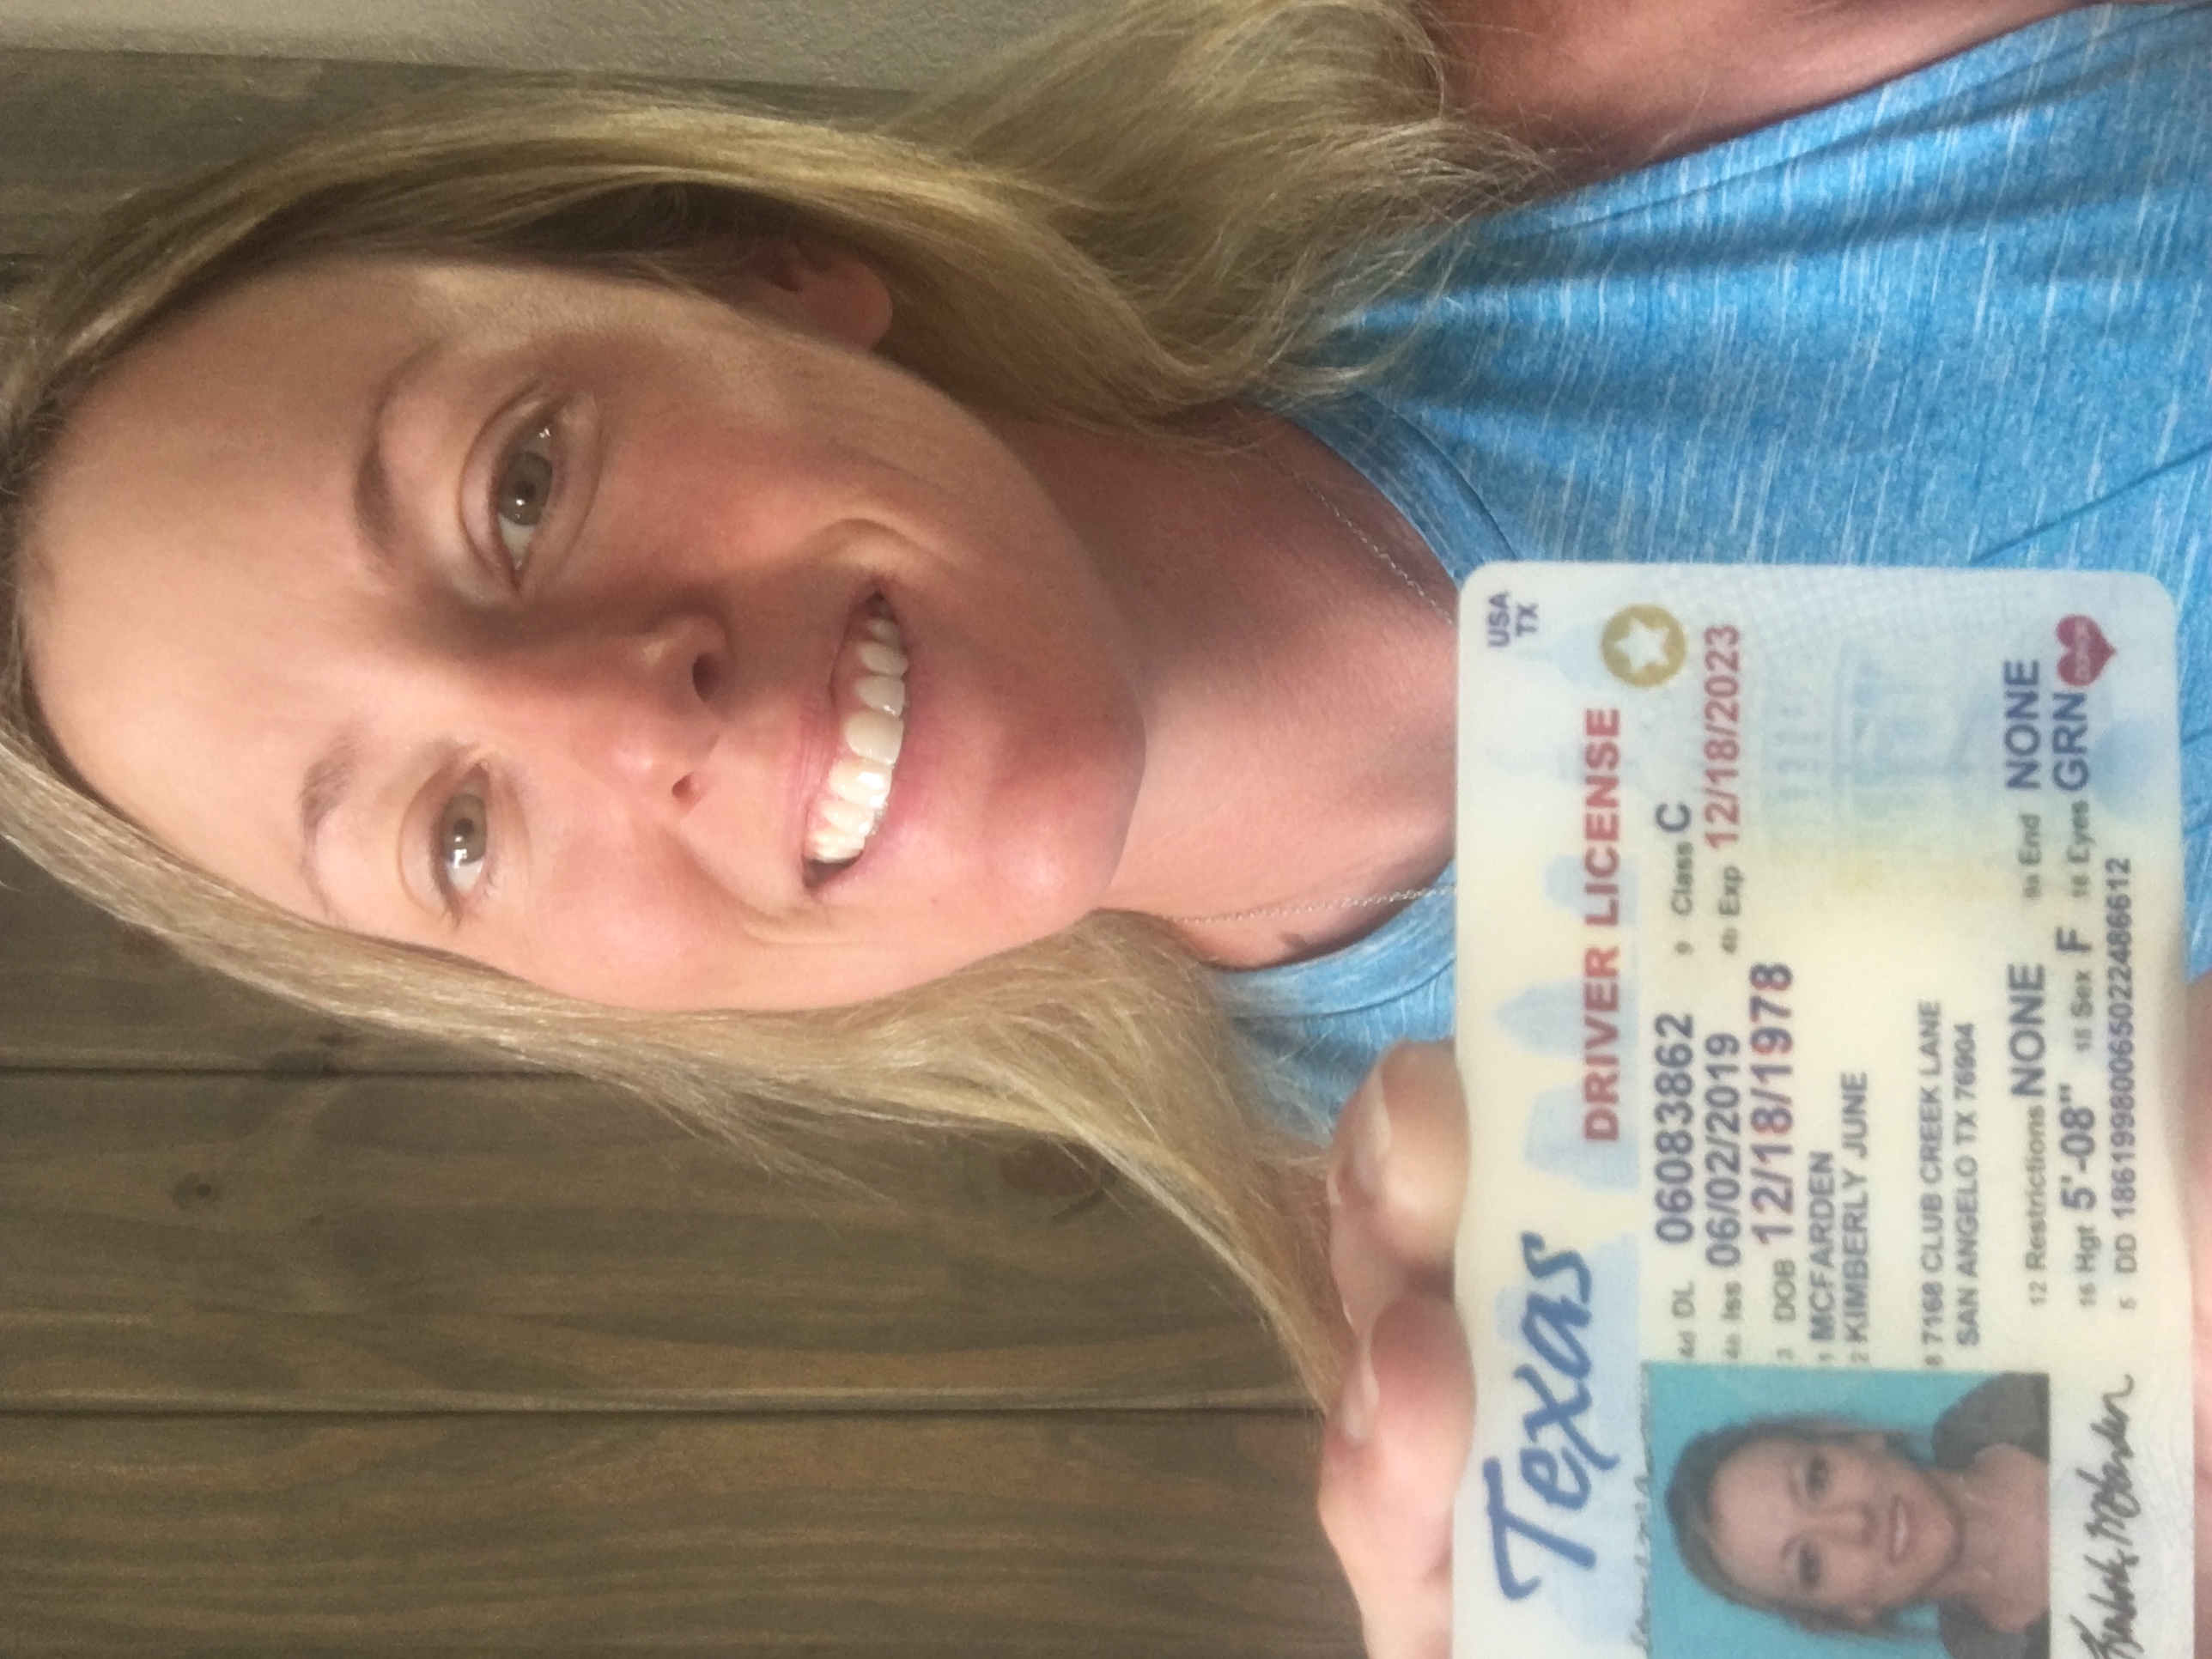 Texas
USA
TX
DRIVER LICENSE
4d DL 06083862 9 Class C
4a Iss 06/02/2019 4b Exp 12/18/2023
3 DOB 12/18/1978
1 MCFARDEN
2 KIMBERLY JUNE
8 7168 CLUB CREEK LANE
SAN ANGELO TX 76904
12 Restrictions NONE 9a End NONE
16 Hgt 5'-08" 15 Sex F 18 Eyes GRN DONOR
5 DD 18619980065022486612
Kimberly McFarden